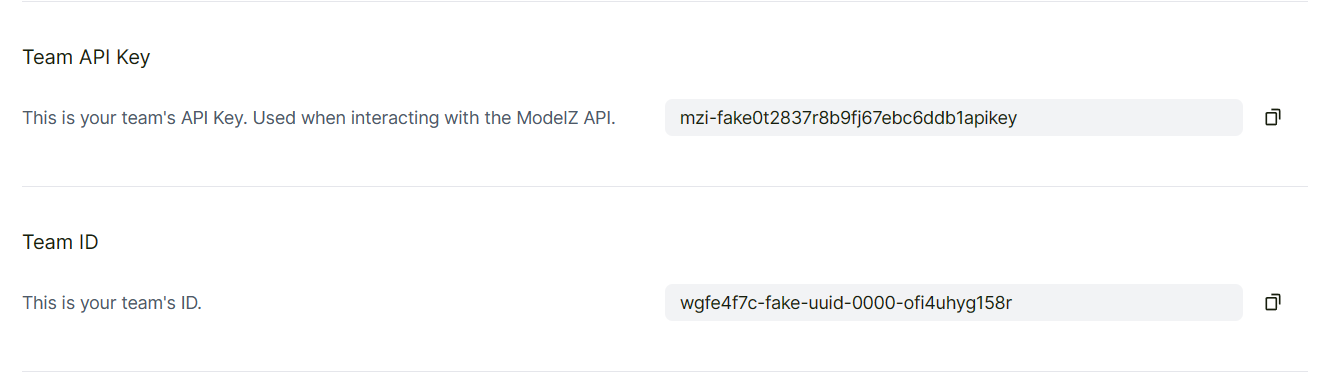 Team API Key
This is your team's API Key. Used when interacting with the ModelZ API.
mzi-fake0t2837r8b9fj67ebc6ddb1apikey
Team ID
This is your team's ID.
wgfe4f7c-fake-uuid-0000-ofi4uhyg158r